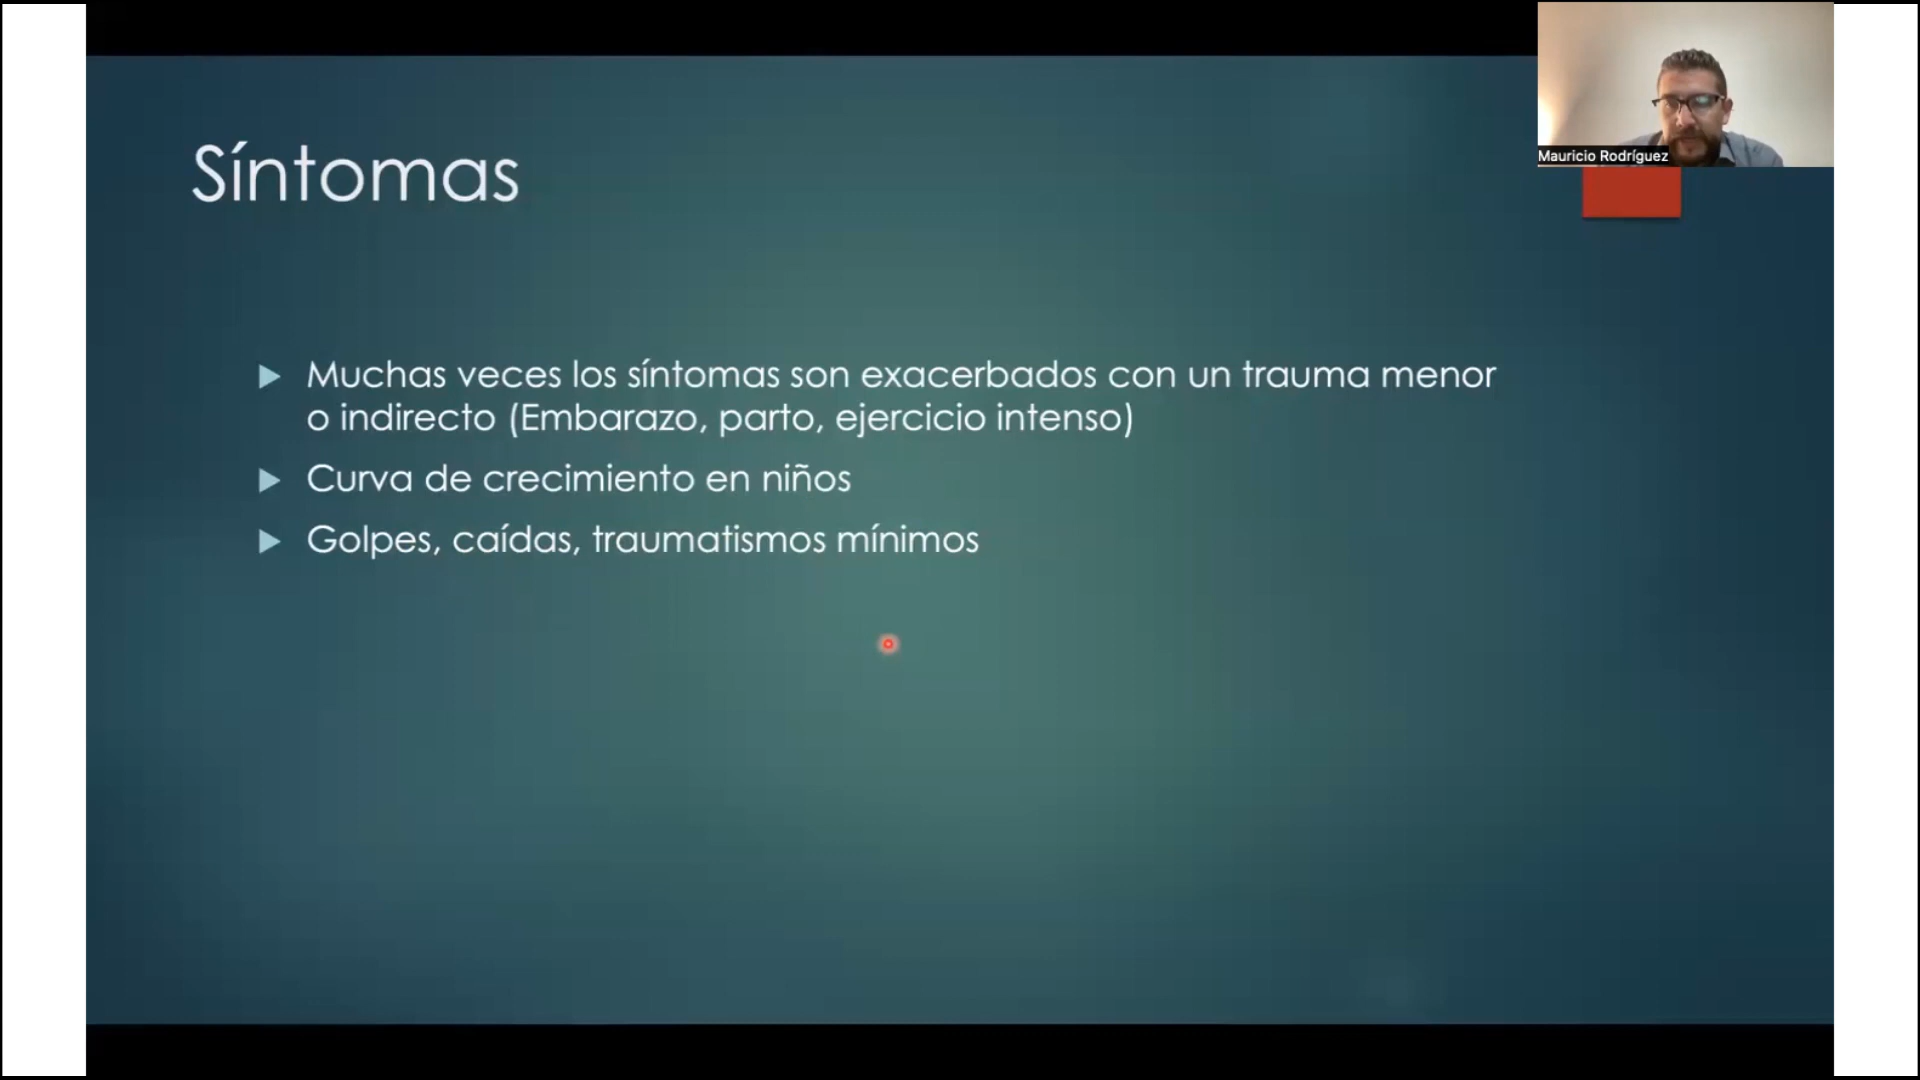 Síntomas
Muchas veces los síntomas son exacerbados con un trauma menor
o indirecto (Embarazo, parto, ejercicio intenso)
Curva de crecimiento en niños
Golpes, caídas, traumatismos mínimos
Mauricio Rodríguez